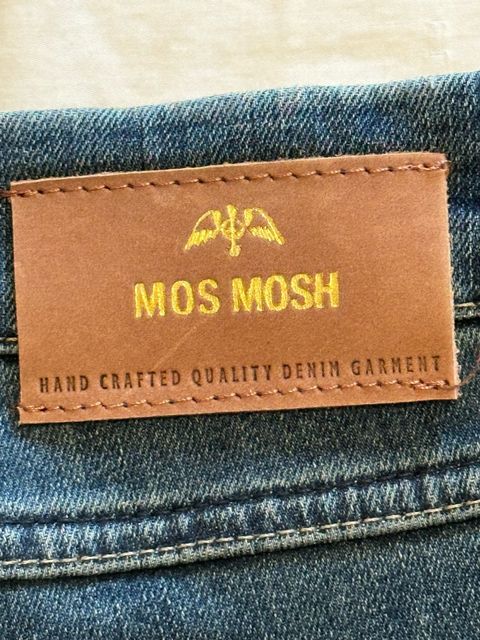 MOS MOSH
HAND CRAFTED QUALITY DENIM GARMENT